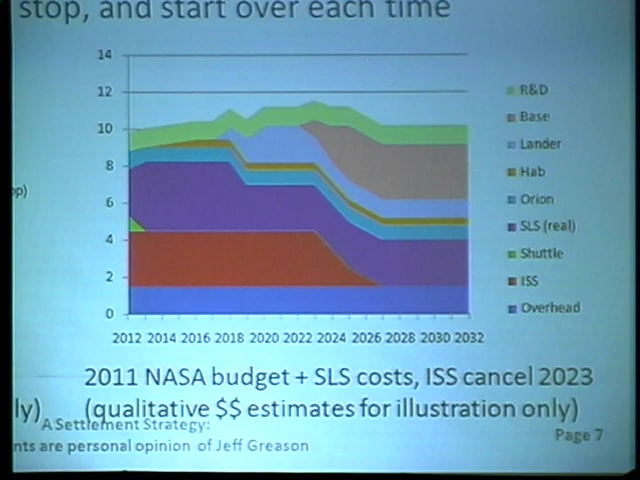 stop, and start over each time
14
12
10
8
6
4
2
0
2012 2014 2016 2018 2020 2022 2024 2026 2028 2030 2032
R&D
Base
Lander
Hab
Orion
SLS (real)
Shuttle
ISS
Overhead
op)
2011 NASA budget + SLS costs, ISS cancel 2023
ly) (qualitative $$ estimates for illustration only)
A Settlement Strategy:
nts are personal opinion of Jeff Greason
Page 7